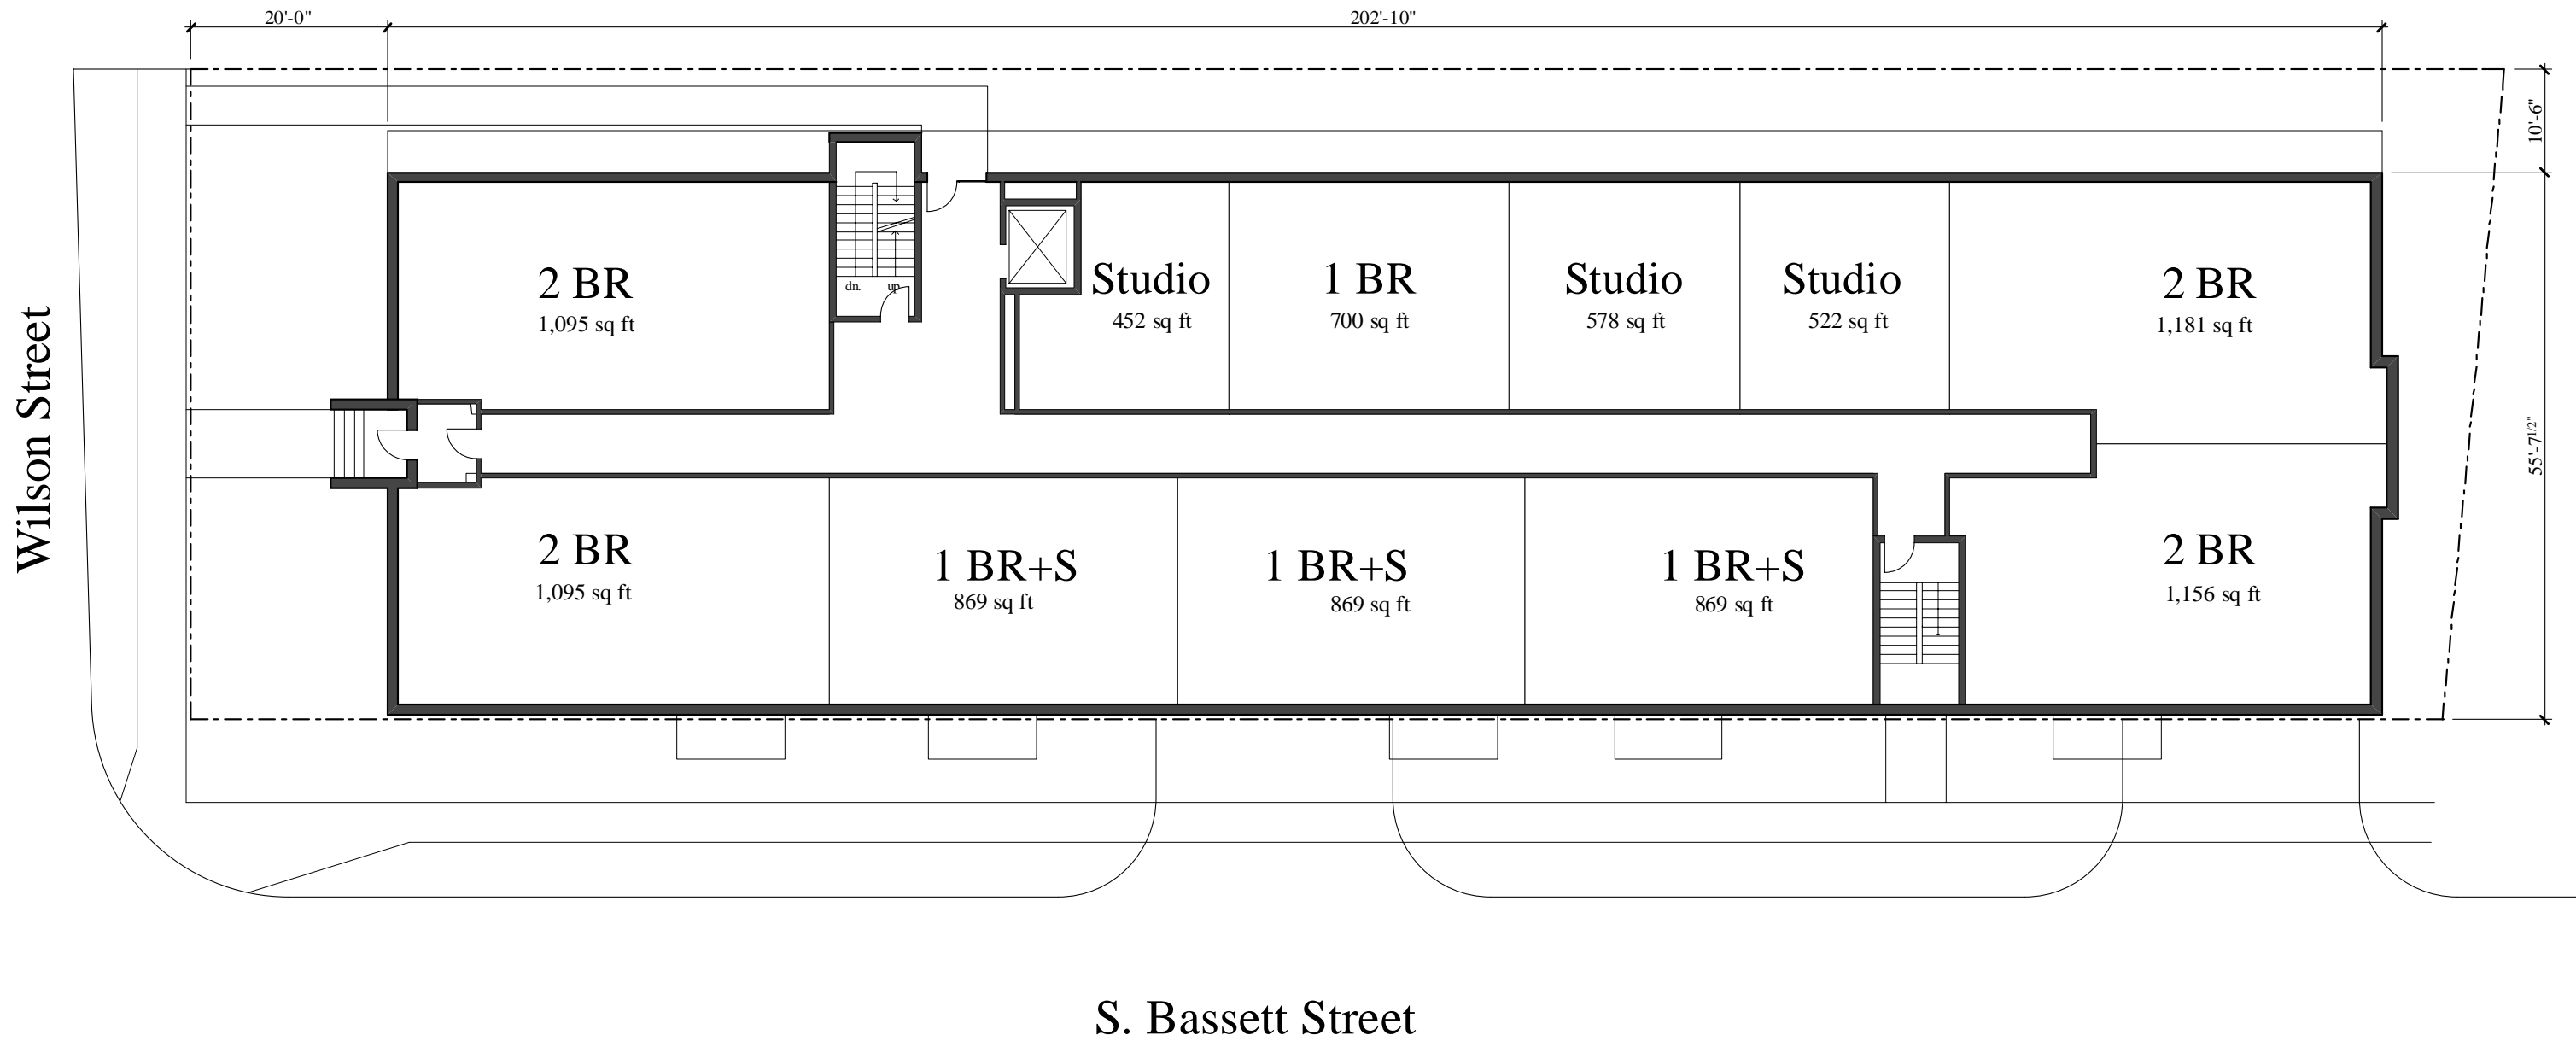 20'-0"
202'-10"
10'-6"
55'-7 1/2"
Wilson Street
2 BR
1,095 sq ft
dn.
up
Studio
452 sq ft
1 BR
700 sq ft
Studio
578 sq ft
Studio
522 sq ft
2 BR
1,181 sq ft
2 BR
1,095 sq ft
1 BR+S
869 sq ft
1 BR+S
869 sq ft
1 BR+S
869 sq ft
2 BR
1,156 sq ft
S. Bassett Street